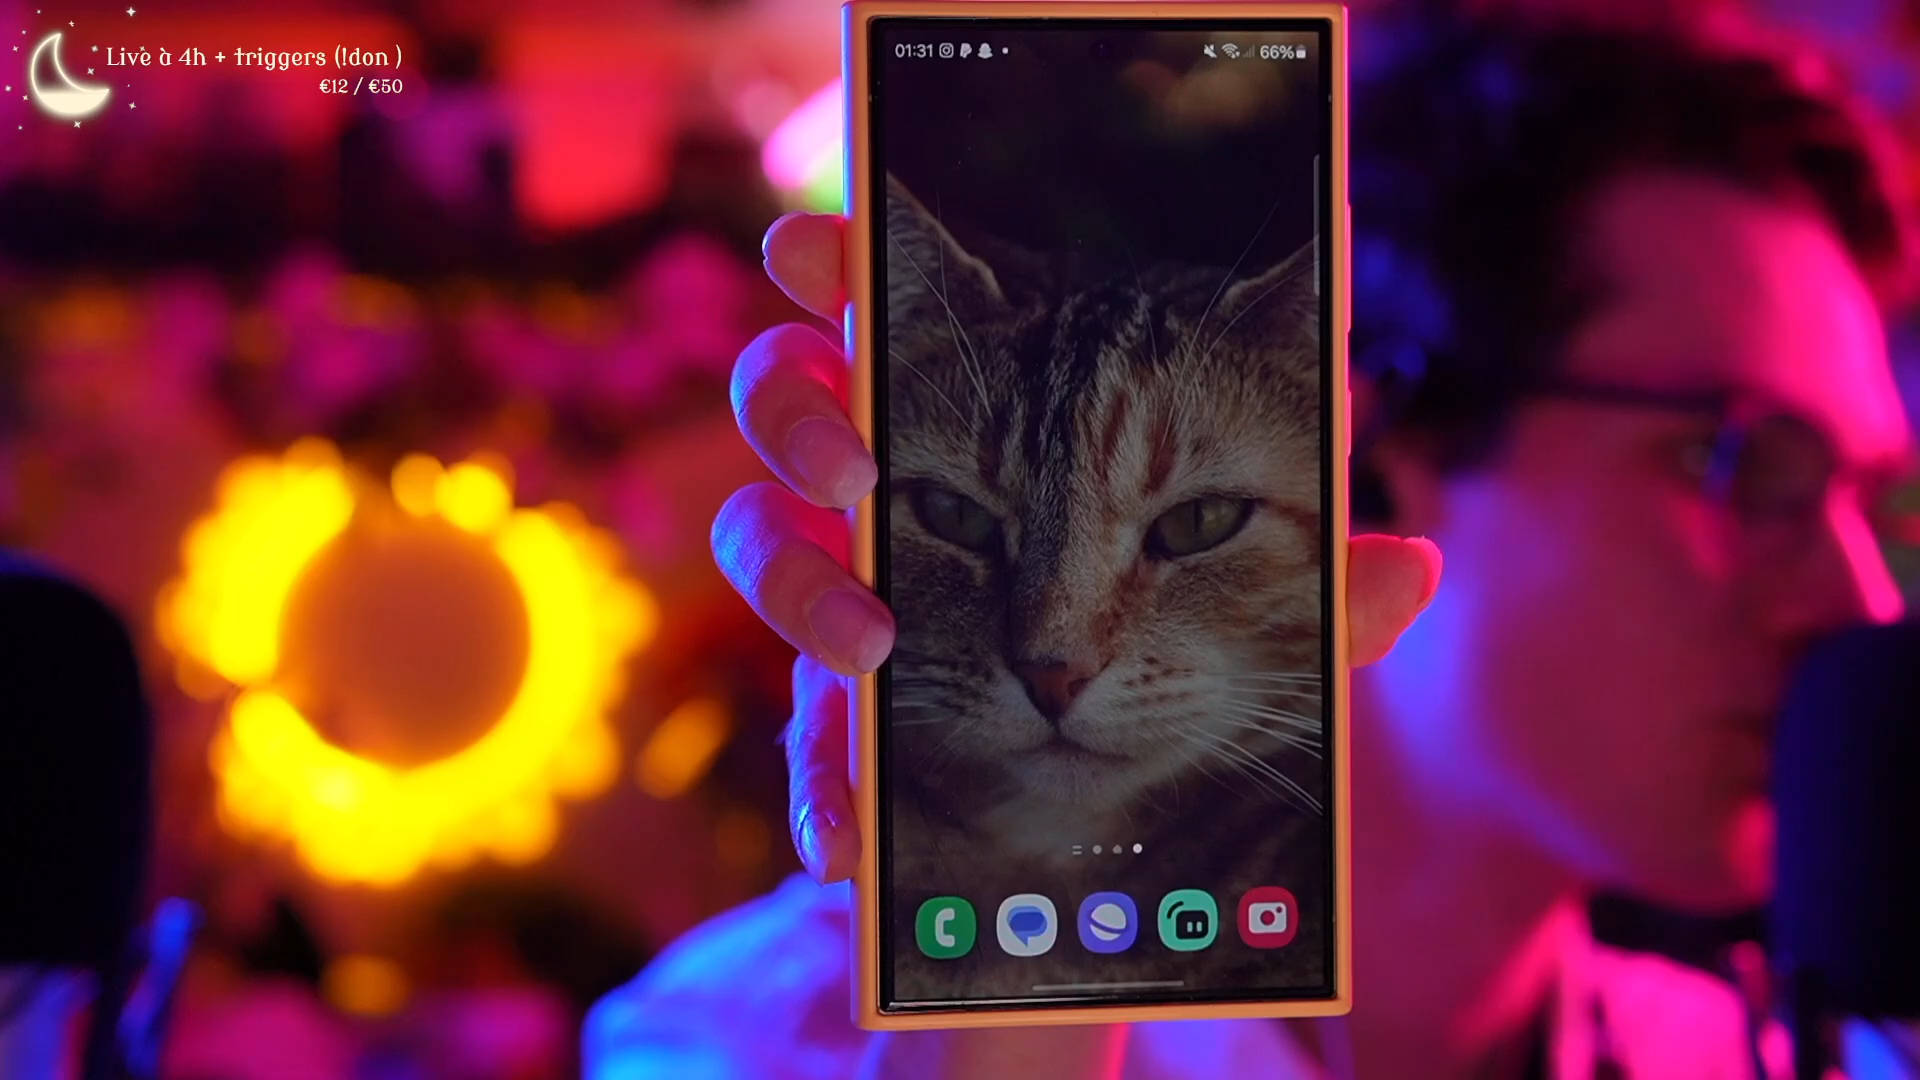 Live à 4h + triggers (!don )
€12 / €50
01:31
66%